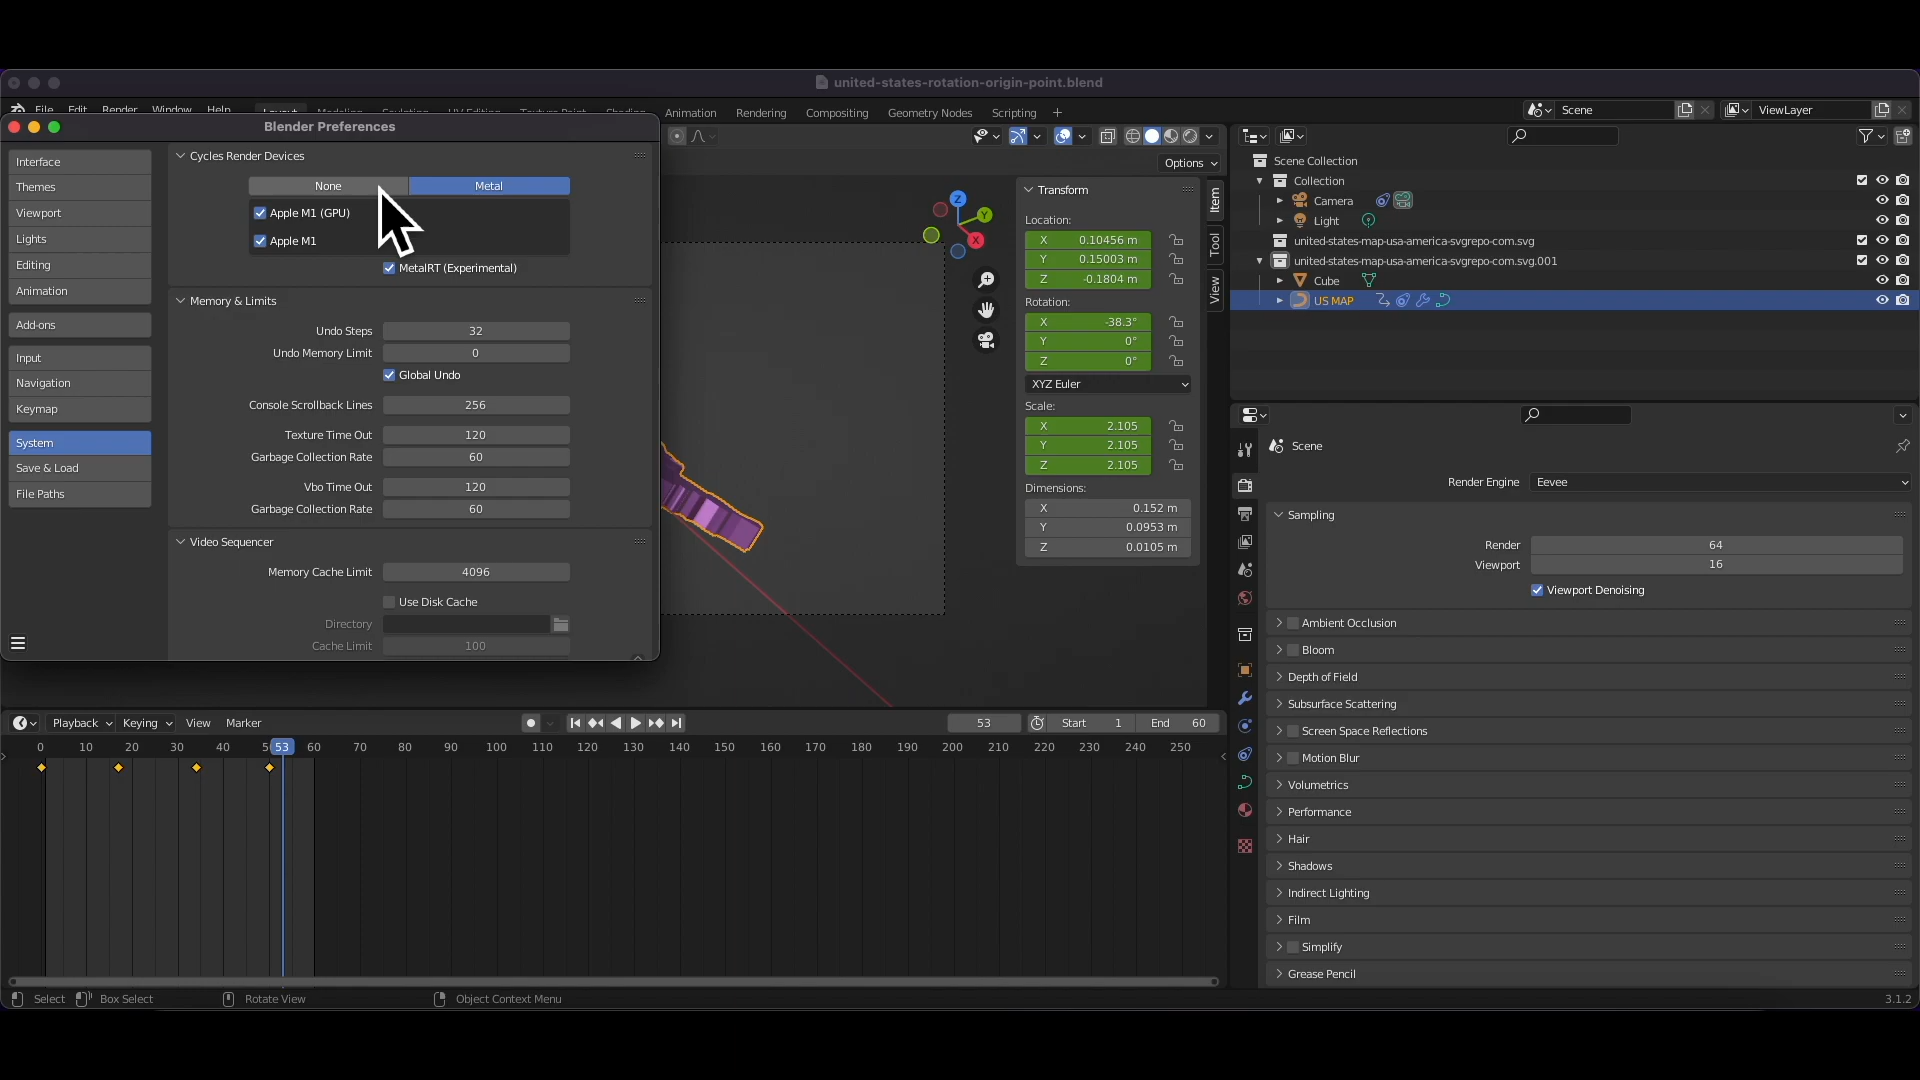 united-states-rotation-origin-point.blend
File Edit Render Window Help Layout Modeling Sculpting UV Editing Texture Paint Shading Animation Rendering Compositing Geometry Nodes Scripting +
Scene
ViewLayer
Blender Preferences
Interface
Themes
Viewport
Lights
Editing
Animation
Add-ons
Input
Navigation
Keymap
System
Save & Load
File Paths
Cycles Render Devices
None Metal
Apple M1 (GPU)
Apple M1
MetalRT (Experimental)
Memory & Limits
Undo Steps 32
Undo Memory Limit 0
Global Undo
Console Scrollback Lines 256
Texture Time Out 120
Garbage Collection Rate 60
Vbo Time Out 120
Garbage Collection Rate 60
Video Sequencer
Memory Cache Limit 4096
Use Disk Cache
Directory
Cache Limit 100
Options
Z
Y
X
Transform
Location:
X 0.10456 m
Y 0.15003 m
Z -0.1804 m
Rotation:
X -38.3°
Y 0°
Z 0°
XYZ Euler
Scale:
X 2.105
Y 2.105
Z 2.105
Dimensions:
X 0.152 m
Y 0.0953 m
Z 0.0105 m
Item
Tool
View
Scene Collection
Collection
Camera
Light
united-states-map-usa-america-svgrepo-com.svg
united-states-map-usa-america-svgrepo-com.svg.001
Cube
US MAP
Scene
Render Engine Eevee
Sampling
Render 64
Viewport 16
Viewport Denoising
Ambient Occlusion
Bloom
Depth of Field
Subsurface Scattering
Screen Space Reflections
Motion Blur
Volumetrics
Performance
Hair
Shadows
Indirect Lighting
Film
Simplify
Grease Pencil
Playback Keying View Marker
53 Start 1 End 60
0 10 20 30 40 5 53 60 70 80 90 100 110 120 130 140 150 160 170 180 190 200 210 220 230 240 250
Select Box Select Rotate View Object Context Menu
3.1.2